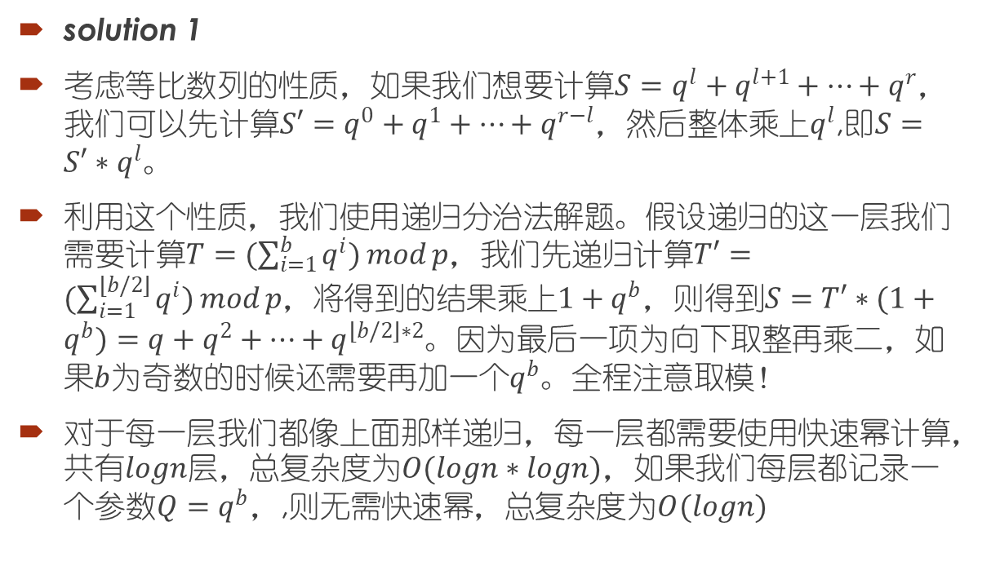 solution 1
考虑等比数列的性质，如果我们想要计算$S = q^l + q^{l+1} + \cdots + q^r$，
我们可以先计算$S' = q^0 + q^1 + \cdots + q^{r-l}$，然后整体乘上$q^l$,即$S =$
$S' * q^l$。
利用这个性质，我们使用递归分治法解题。假设递归的这一层我们
需要计算$T = (\sum_{i=1}^{b} q^i) \, mod \, p$，我们先递归计算$T' =$
$(\sum_{i=1}^{\lfloor b/2 \rfloor} q^i) \, mod \, p$，将得到的结果乘上$1 + q^b$，则得到$S = T' * (1 +$
$q^b) = q + q^2 + \cdots + q^{\lfloor b/2 \rfloor * 2}$。因为最后一项为向下取整再乘二，如
果$b$为奇数的时候还需要再加一个$q^b$。全程注意取模！
对于每一层我们都像上面那样递归，每一层都需要使用快速幂计算，
共有$logn$层，总复杂度为$O(logn * logn)$，如果我们每层都记录一
个参数$Q = q^b$，,则无需快速幂，总复杂度为$O(logn)$